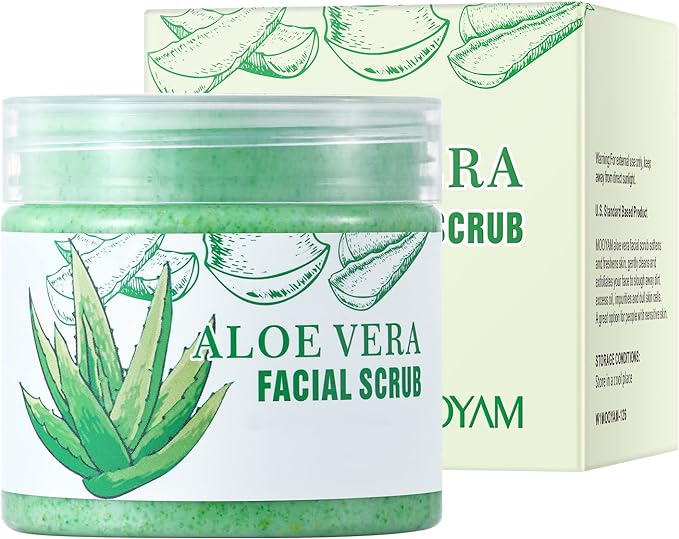 ALOE VERA
FACIAL SCRUB
RA
SCRUB
OYAM
Warning:For external use only, keep
away from direct sunlight.
U.S. Standard Based Product
MOOYAM aloe vera facial scrub softens
and freshens skin, gently cleans and
exfoliates your face to slough away dirt,
excess oil, impurities and dull skin cells.
A great option for people with sensitive skin.
STORAGE CONDITIONS:
Store in a cool place
W1MOOYAM-126